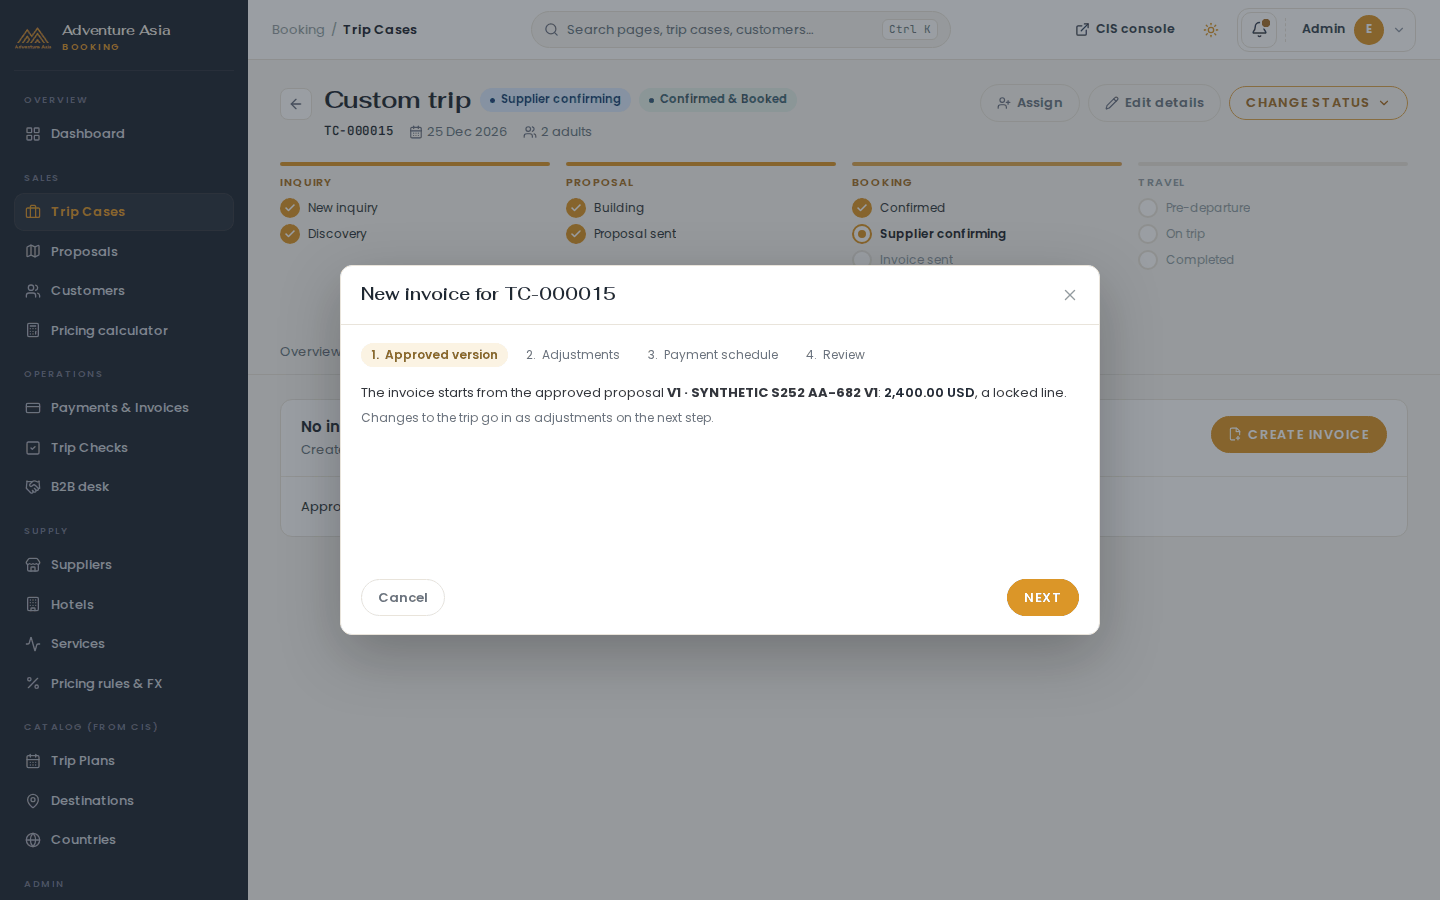 Adventure Asia
BOOKING
OVERVIEW
Dashboard
SALES
Trip Cases
Proposals
Customers
Pricing calculator
OPERATIONS
Payments & Invoices
Trip Checks
B2B desk
SUPPLY
Suppliers
Hotels
Services
Pricing rules & FX
CATALOG (FROM CIS)
Trip Plans
Destinations
Countries
ADMIN
Booking / Trip Cases
Search pages, trip cases, customers... Ctrl K
CIS console
Admin E
Custom trip Supplier confirming Confirmed & Booked
TC-000015 25 Dec 2026 2 adults
Assign Edit details CHANGE STATUS
INQUIRY
New inquiry
Discovery
PROPOSAL
Building
Proposal sent
BOOKING
Confirmed
Supplier confirming
Invoice sent
TRAVEL
Pre-departure
On trip
Completed
Overview
No in
Create
CREATE INVOICE
Appro
New invoice for TC-000015
1. Approved version 2. Adjustments 3. Payment schedule 4. Review
The invoice starts from the approved proposal V1 · SYNTHETIC S252 AA-682 V1: 2,400.00 USD, a locked line.
Changes to the trip go in as adjustments on the next step.
Cancel NEXT